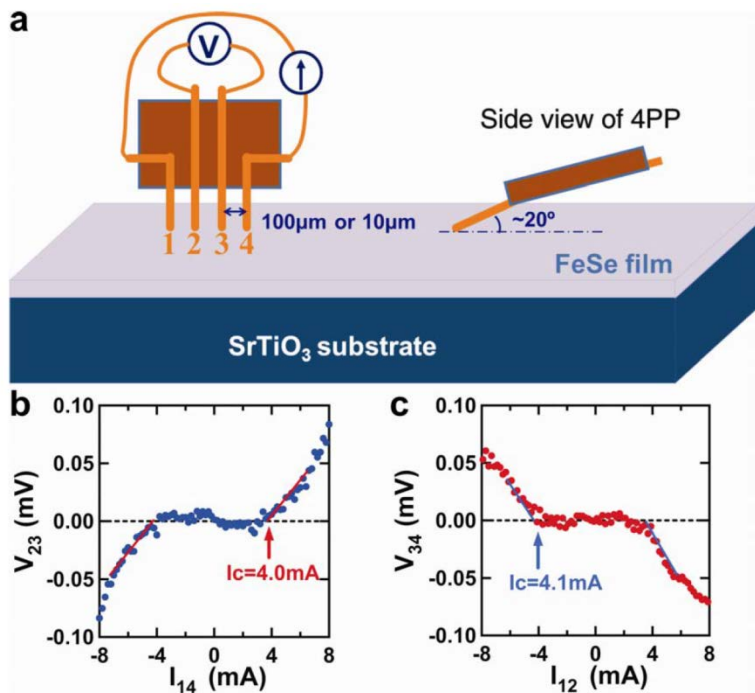 a
V
Side view of 4PP
1 2 3 4
100μm or 10μm
~20º
FeSe film
SrTiO₃ substrate
b
0.10
0.05
0.00
-0.05
-0.10
V₂₃ (mV)
Ic=4.0mA
-8 -4 0 4 8
I₁₄ (mA)
c
0.10
0.05
0.00
-0.05
-0.10
V₃₄ (mV)
Ic=4.1mA
-8 -4 0 4 8
I₁₂ (mA)